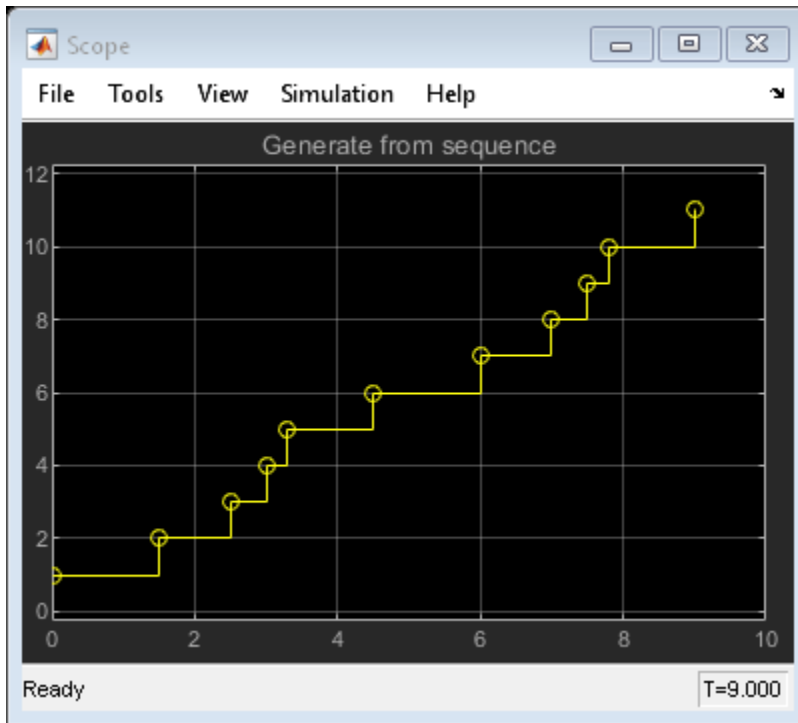 Scope
File Tools View Simulation Help
Generate from sequence
12
10
8
6
4
2
0
0 2 4 6 8 10
Ready T=9.000